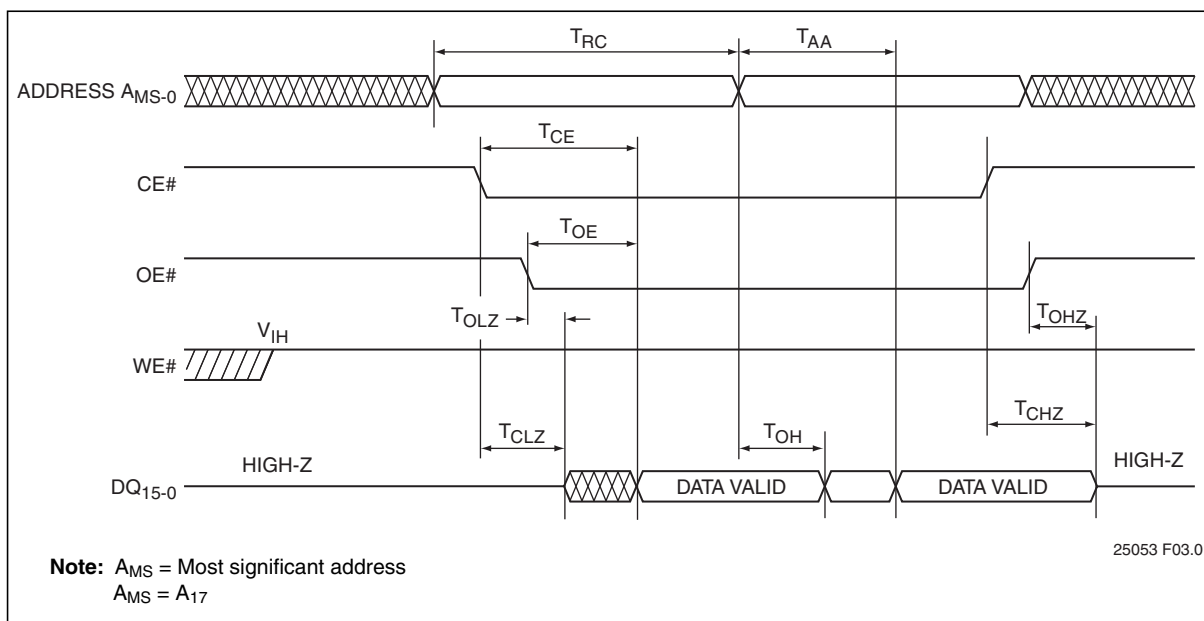 TRC TAA
ADDRESS AMS-0
TCE
CE#
TOE
OE#
TOLZ TOHZ
VIH
WE#
TCLZ TOH TCHZ
HIGH-Z HIGH-Z
DQ15-0 DATA VALID DATA VALID
25053 F03.0
Note: AMS = Most significant address
AMS = A17